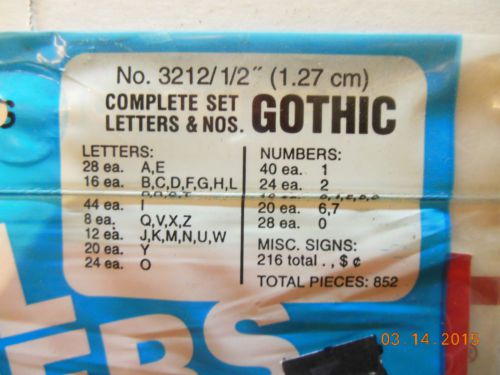 No. 3212/1/2" (1.27 cm)
COMPLETE SET
LETTERS & NOS. GOTHIC
LETTERS:
28 ea. A,E
16 ea. B,C,D,F,G,H,L
44 ea. I
8 ea. Q,V,X,Z
12 ea. J,K,M,N,U,W
20 ea. Y
24 ea. O
NUMBERS:
40 ea. 1
24 ea. 2
20 ea. 6,7
28 ea. 0
MISC. SIGNS:
216 total . , $ ¢
TOTAL PIECES: 852
03.14.2015